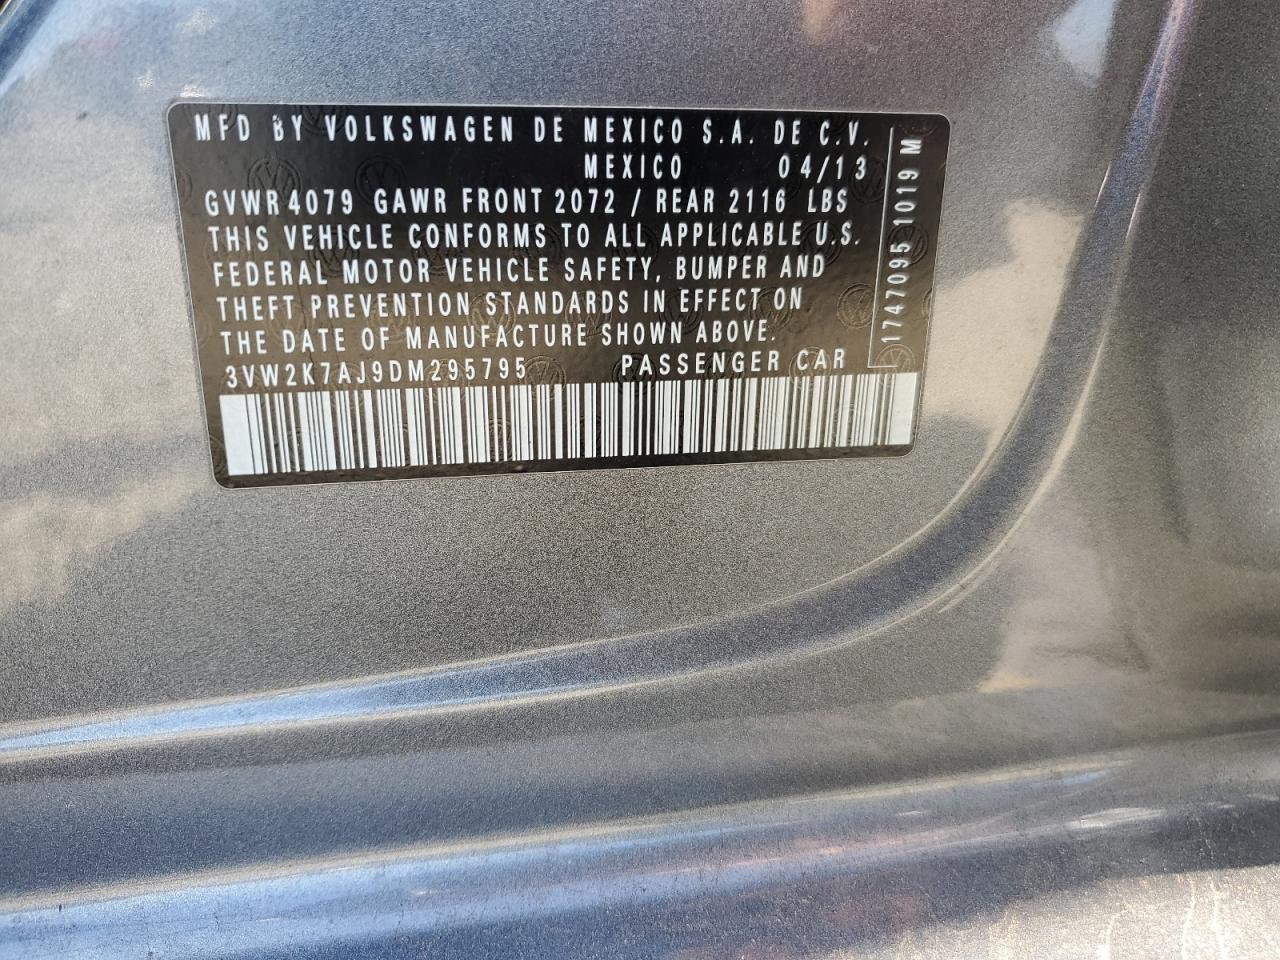 MFD BY VOLKSWAGEN DE MEXICO S.A. DE C.V.
MEXICO 04/13
GVWR 4079 GAWR FRONT 2072 / REAR 2116 LBS
THIS VEHICLE CONFORMS TO ALL APPLICABLE U.S.
FEDERAL MOTOR VEHICLE SAFETY, BUMPER AND
THEFT PREVENTION STANDARDS IN EFFECT ON
THE DATE OF MANUFACTURE SHOWN ABOVE.
3VW2K7AJ9DM295795 PASSENGER CAR
1747095 1019 M